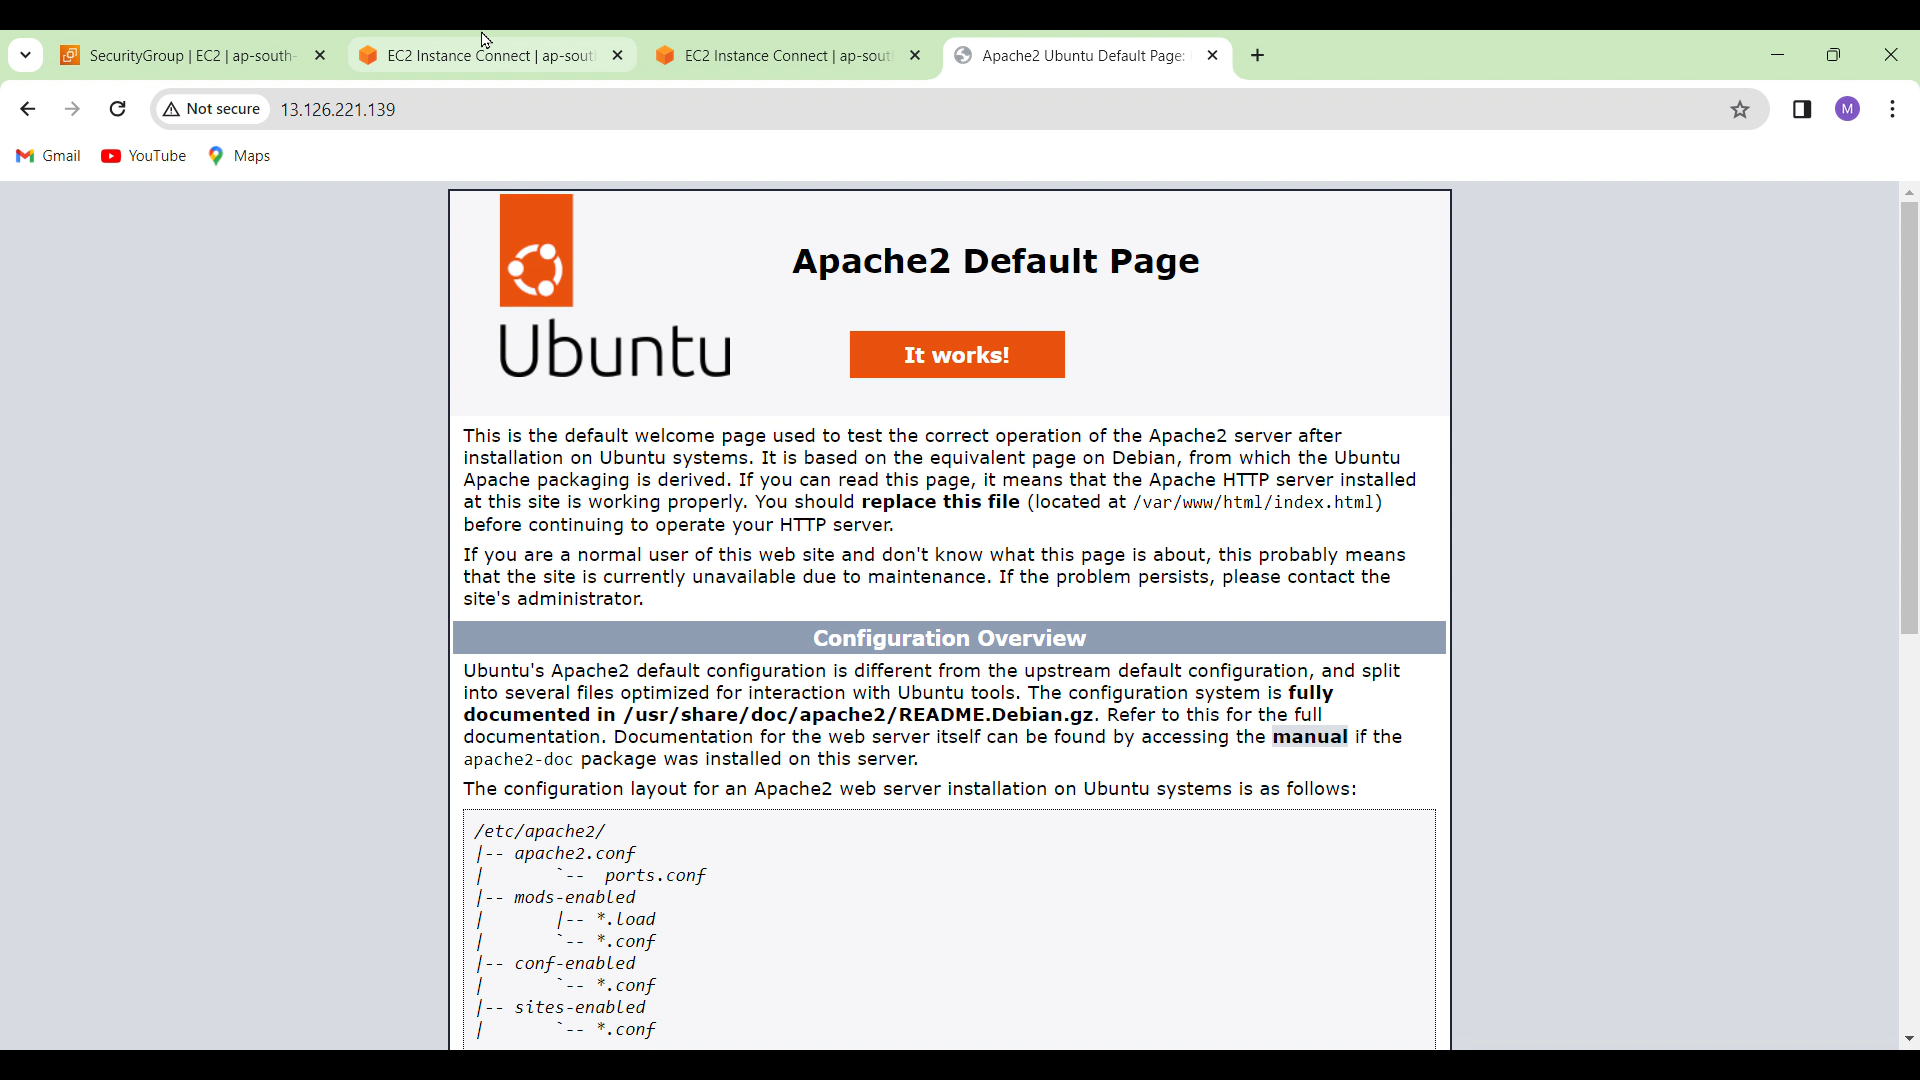 SecurityGroup | EC2 | ap-south-
EC2 Instance Connect | ap-sout
EC2 Instance Connect | ap-sout
Apache2 Ubuntu Default Page:
Not secure
13.126.221.139
M
Gmail
YouTube
Maps
Ubuntu
Apache2 Default Page
It works!
This is the default welcome page used to test the correct operation of the Apache2 server after
installation on Ubuntu systems. It is based on the equivalent page on Debian, from which the Ubuntu
Apache packaging is derived. If you can read this page, it means that the Apache HTTP server installed
at this site is working properly. You should replace this file (located at /var/www/html/index.html)
before continuing to operate your HTTP server.
If you are a normal user of this web site and don't know what this page is about, this probably means
that the site is currently unavailable due to maintenance. If the problem persists, please contact the
site's administrator.
Configuration Overview
Ubuntu's Apache2 default configuration is different from the upstream default configuration, and split
into several files optimized for interaction with Ubuntu tools. The configuration system is fully
documented in /usr/share/doc/apache2/README.Debian.gz. Refer to this for the full
documentation. Documentation for the web server itself can be found by accessing the manual if the
apache2-doc package was installed on this server.
The configuration layout for an Apache2 web server installation on Ubuntu systems is as follows:
/etc/apache2/
|-- apache2.conf
|       `--  ports.conf
|-- mods-enabled
|       |-- *.load
|       `-- *.conf
|-- conf-enabled
|       `-- *.conf
|-- sites-enabled
|       `-- *.conf